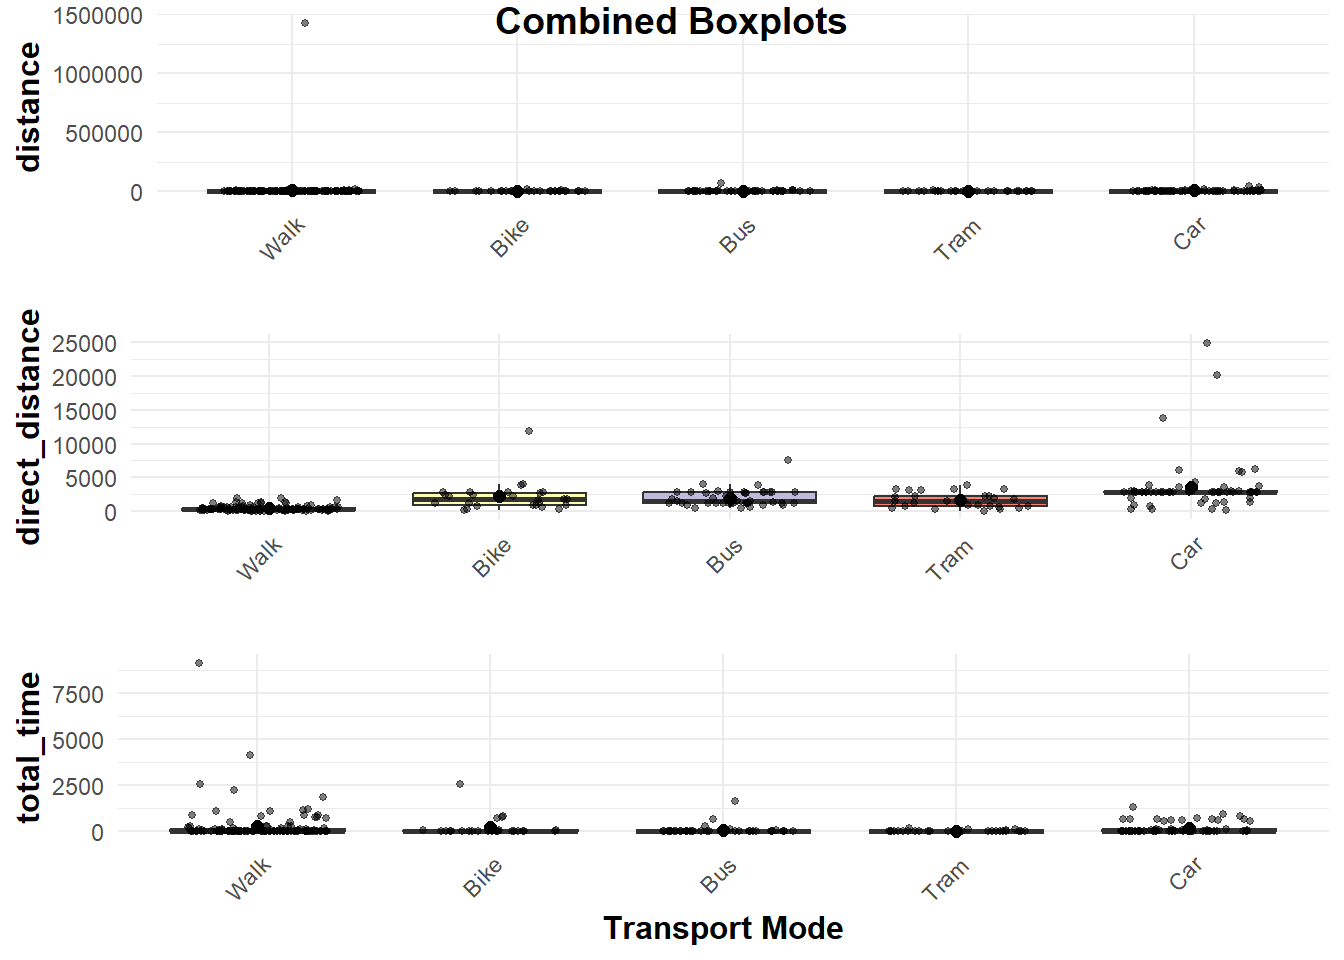 Combined Boxplots
distance
1500000
1000000
500000
0
Walk
Bike
Bus
Tram
Car
direct_distance
25000
20000
15000
10000
5000
0
Walk
Bike
Bus
Tram
Car
total_time
7500
5000
2500
0
Walk
Bike
Bus
Tram
Car
Transport Mode